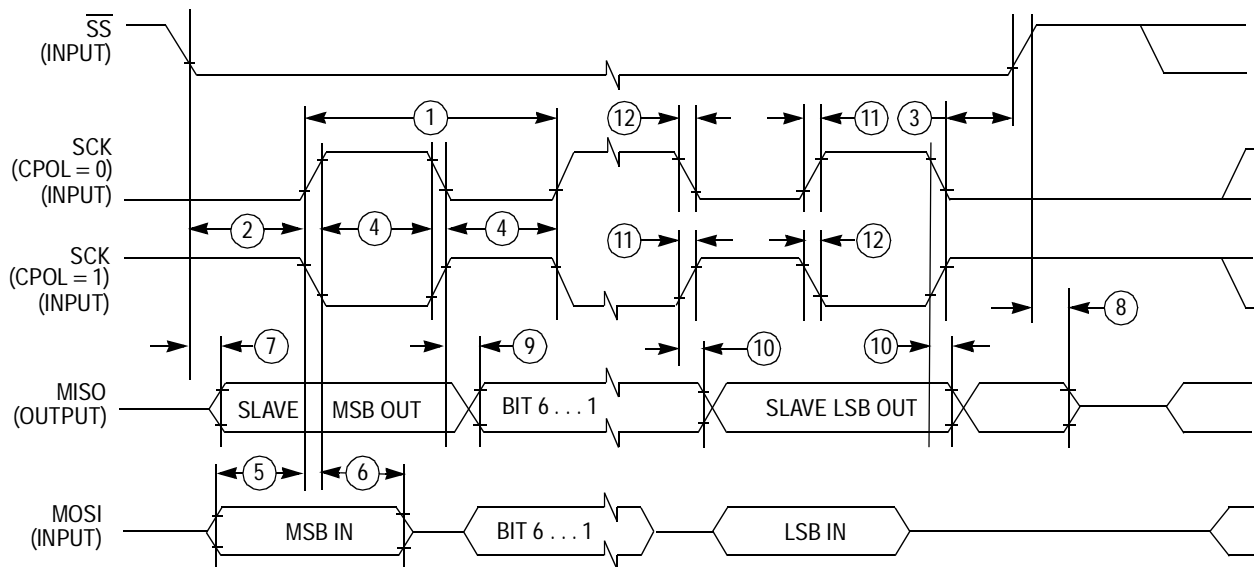 SS
(INPUT)
1
12
11
3
SCK
(CPOL = 0)
(INPUT)
2
4
4
SCK
(CPOL = 1)
(INPUT)
11
12
8
7
9
10
10
MISO
(OUTPUT)
SLAVE
MSB OUT
BIT 6 . . . 1
SLAVE LSB OUT
5
6
MOSI
(INPUT)
MSB IN
BIT 6 . . . 1
LSB IN